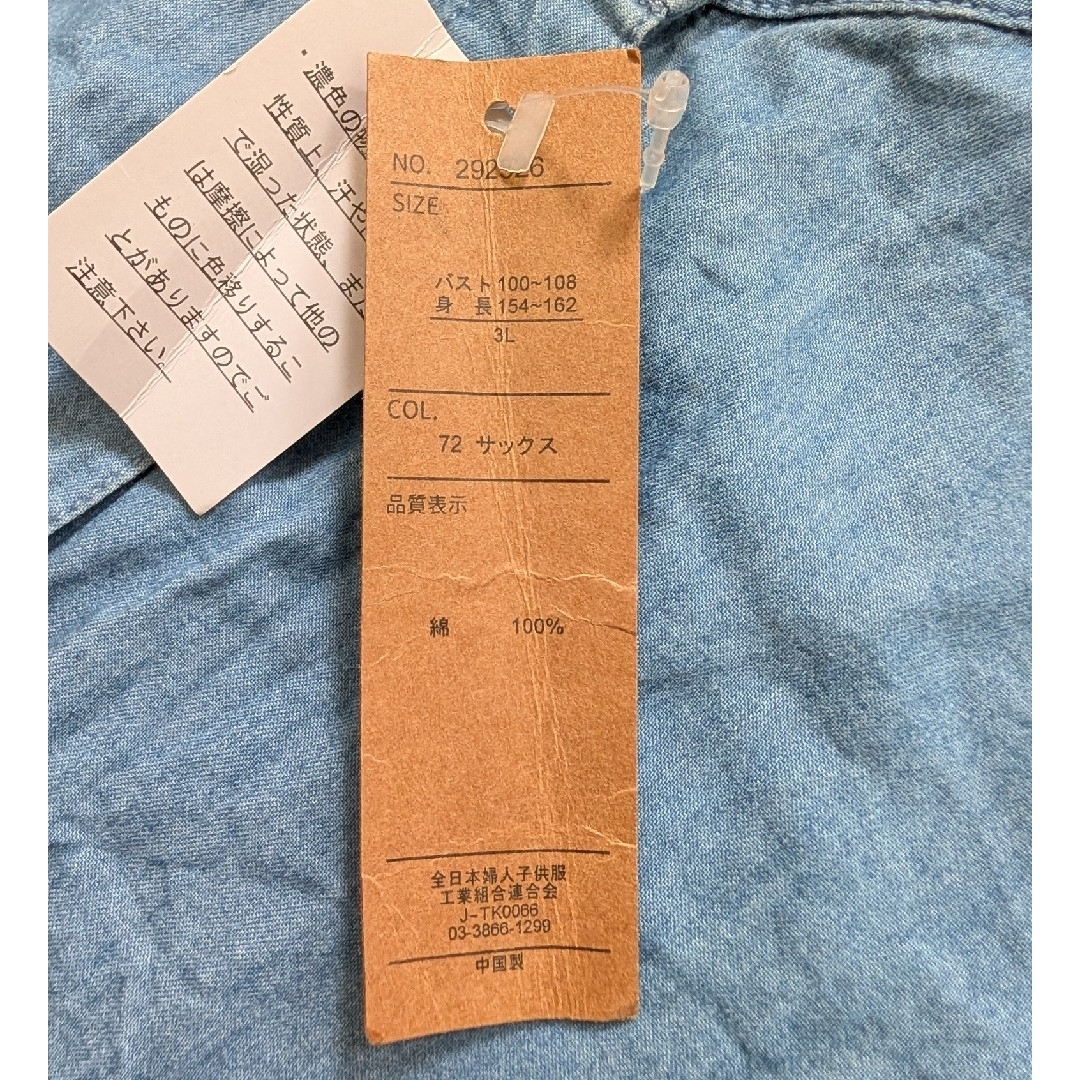 ・濃色の
性質上、汗や
で湿った状態、また
は摩擦によって他の
ものに色移りするこ
とがありますのでご
注意下さい。
NO.
SIZE
バスト100~108
身 長154~162
3L
COL.
72 サックス
品質表示
綿 100%
全日本婦人子供服
工業組合連合会
J-TK0066
03-3866-1299
中国製